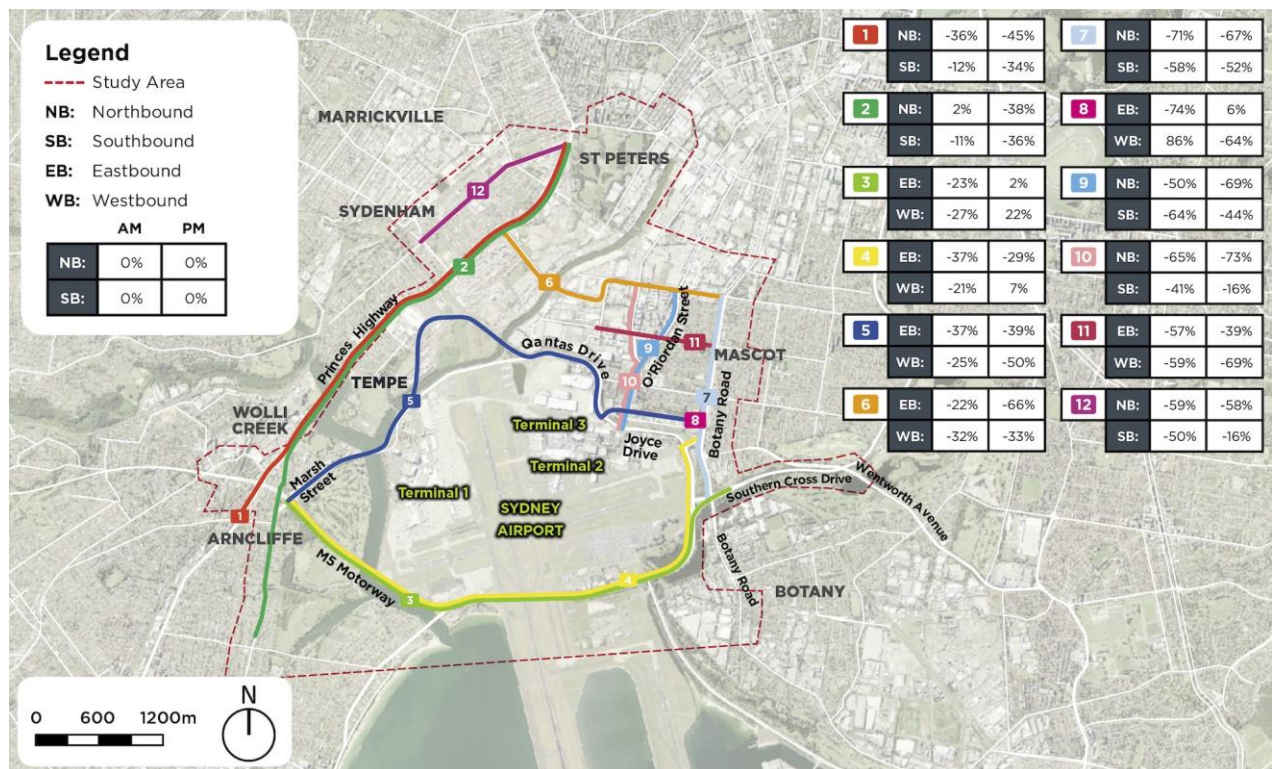 Legend
Study Area
NB: Northbound
SB: Southbound
EB: Eastbound
WB: Westbound
AM PM
NB: 0% 0%
SB: 0% 0%
1 NB: -36% -45%
SB: -12% -34%
2 NB: 2% -38%
SB: -11% -36%
3 EB: -23% 2%
WB: -27% 22%
4 EB: -37% -29%
WB: -21% 7%
5 EB: -37% -39%
WB: -25% -50%
6 EB: -22% -66%
WB: -32% -33%
7 NB: -71% -67%
SB: -58% -52%
8 EB: -74% 6%
WB: 86% -64%
9 NB: -50% -69%
SB: -64% -44%
10 NB: -65% -73%
SB: -41% -16%
11 EB: -57% -39%
WB: -59% -69%
12 NB: -59% -58%
SB: -50% -16%
MARRICKVILLE
ST PETERS
12
SYDENHAM
2
6
Princes Highway
Qantas Drive
O'Riordan Street
9
11
MASCOT
TEMPE
5
10
7
Botany Road
WOLLI
CREEK
8
Terminal 3
Joyce
Drive
Marsh
Street
Terminal 2
Terminal 1
Southern Cross Drive
Wentworth Avenue
SYDNEY
AIRPORT
1
ARNCLIFFE
M5 Motorway
3
4
Botany Road
BOTANY
N
0 600 1200m